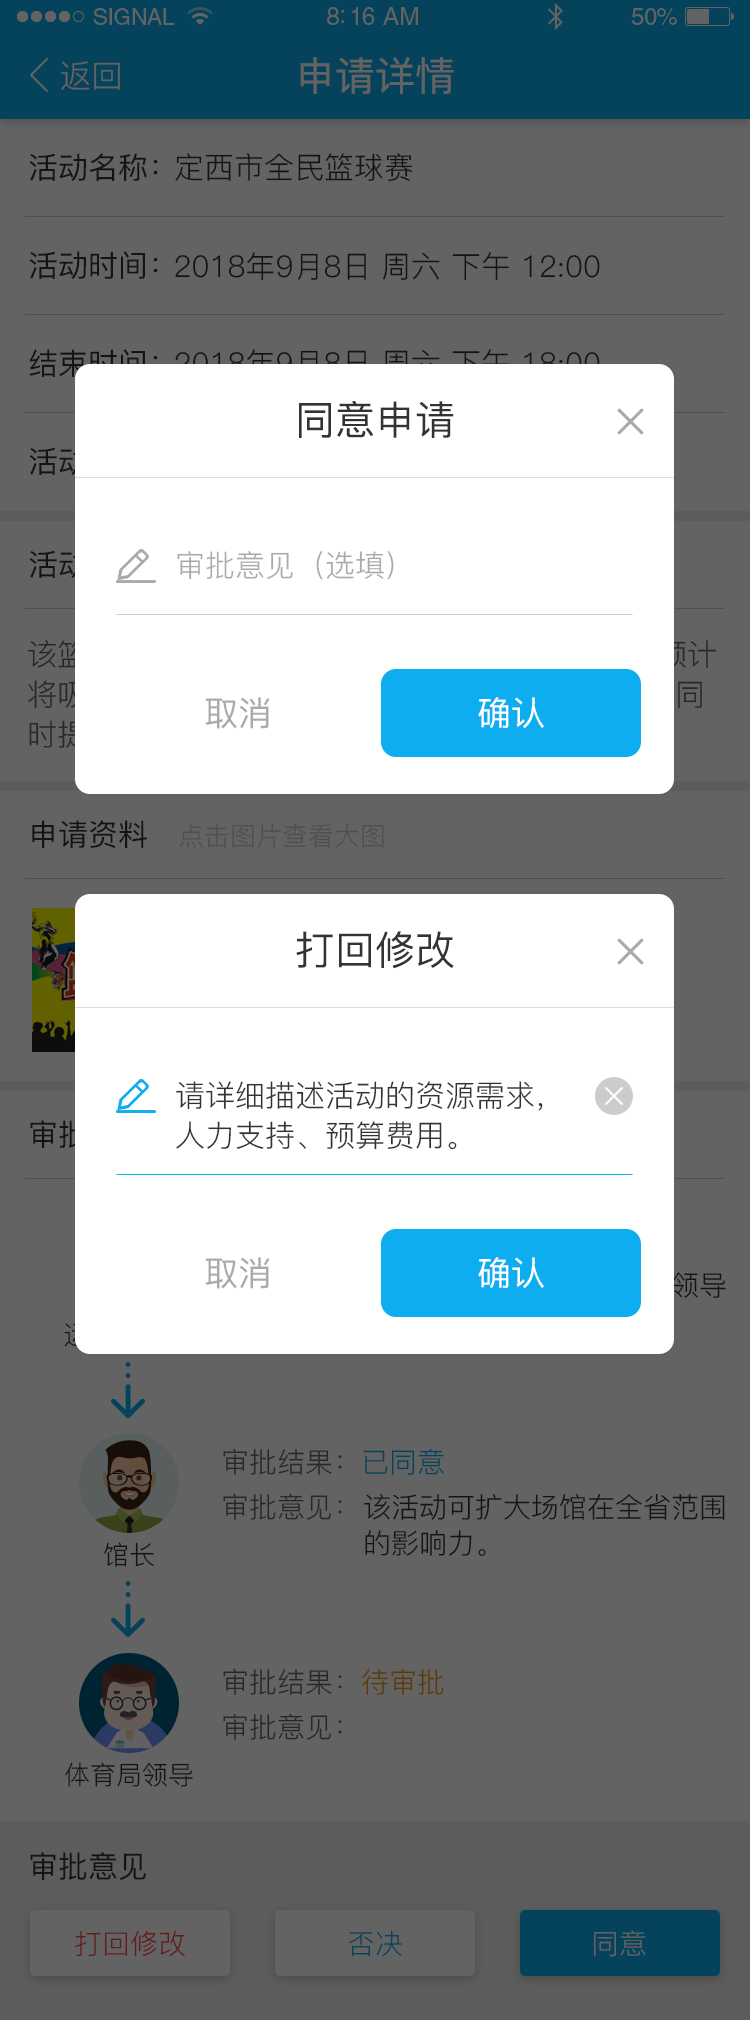 SIGNAL 8:16 AM 50%
返回 申请详情
活动名称：定西市全民篮球赛
活动时间：2018年9月8日 周六 下午 12:00
结束时间：2018年9月8日 周六 下午 18:00
同意申请
活动
审批意见（选填）
活动
该篮
预计
将吸
同
时提
取消 确认
申请资料 点击图片查看大图
打回修改
请详细描述活动的资源需求，
人力支持、预算费用。
审批
取消 确认
领导
审批结果：已同意
审批意见：该活动可扩大场馆在全省范围
的影响力。
馆长
审批结果：待审批
审批意见：
体育局领导
审批意见
打回修改 否决 同意